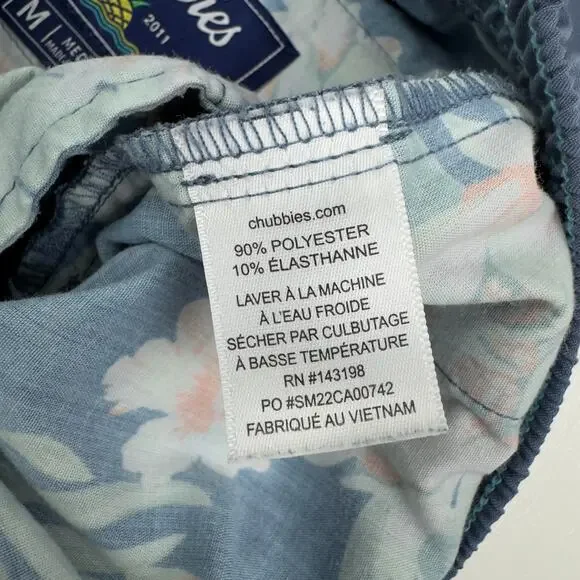 bies
2011
M
chubbies.com
90% POLYESTER
10% ÉLASTHANNE
LAVER À LA MACHINE
À L'EAU FROIDE
SÉCHER PAR CULBUTAGE
À BASSE TEMPÉRATURE
RN #143198
PO #SM22CA00742
FABRIQUÉ AU VIETNAM